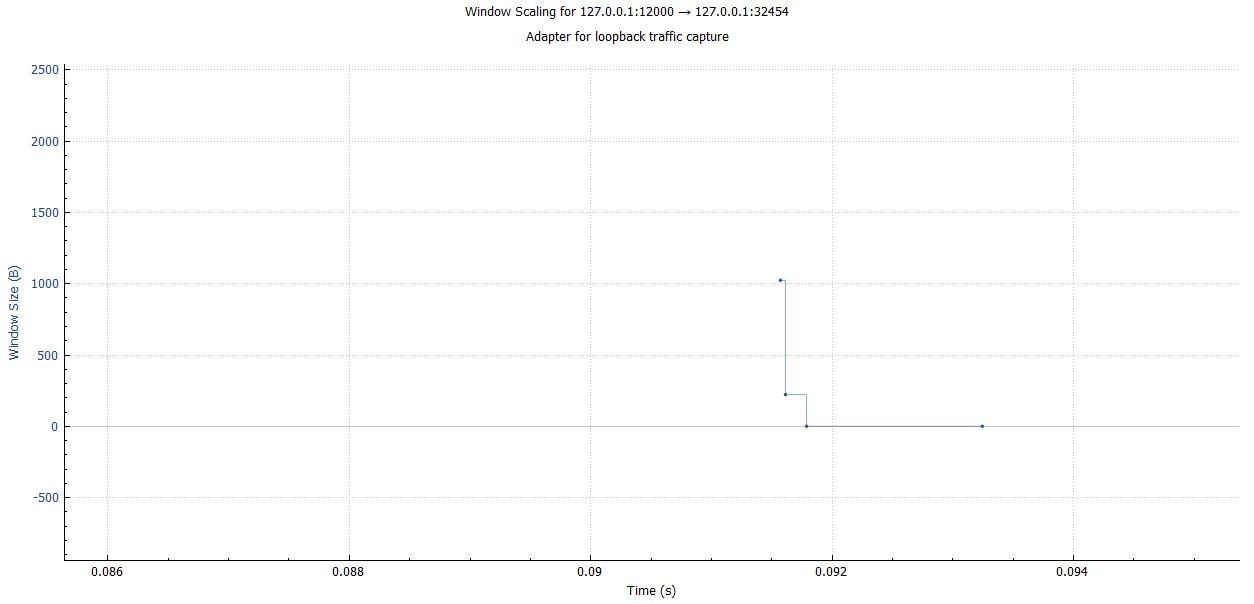 Window Scaling for 127.0.0.1:12000 → 127.0.0.1:32454
Adapter for loopback traffic capture
2500
2000
1500
1000
500
0
-500
Window Size (B)
0.086 0.088 0.09 0.092 0.094
Time (s)